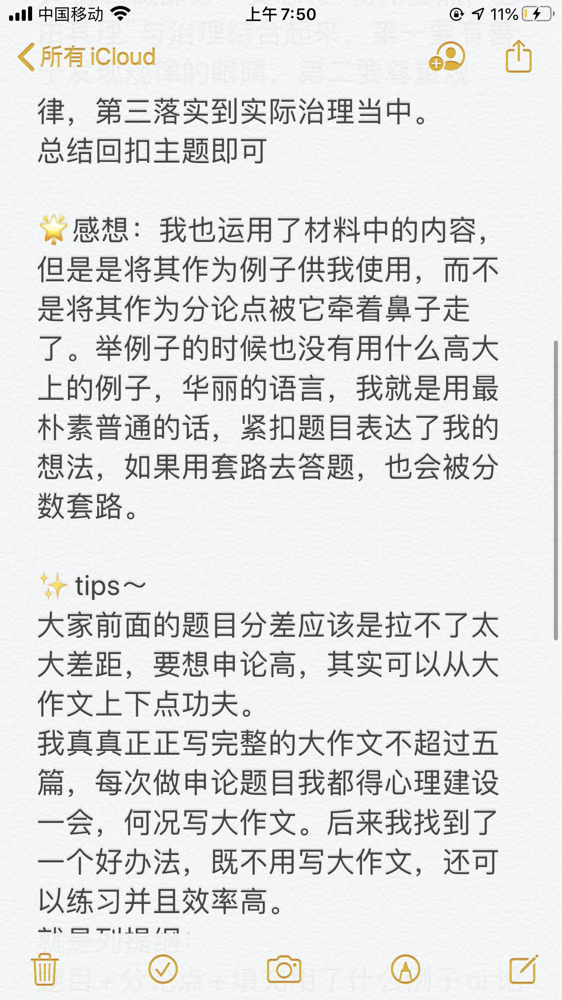 中国移动 上午7:50 11%
所有 iCloud
律，第三落实到实际治理当中。
总结回扣主题即可
🌟感想：我也运用了材料中的内容，
但是是将其作为例子供我使用，而不
是将其作为分论点被它牵着鼻子走
了。举例子的时候也没有用什么高大
上的例子，华丽的语言，我就是用最
朴素普通的话，紧扣题目表达了我的
想法，如果用套路去答题，也会被分
数套路。
✨ tips～
大家前面的题目分差应该是拉不了太
大差距，要想申论高，其实可以从大
作文上下点功夫。
我真真正正写完整的大作文不超过五
篇，每次做申论题目我都得心理建设
一会，何况写大作文。后来我找到了
一个好办法，既不用写大作文，还可
以练习并且效率高。
就是列提纲：